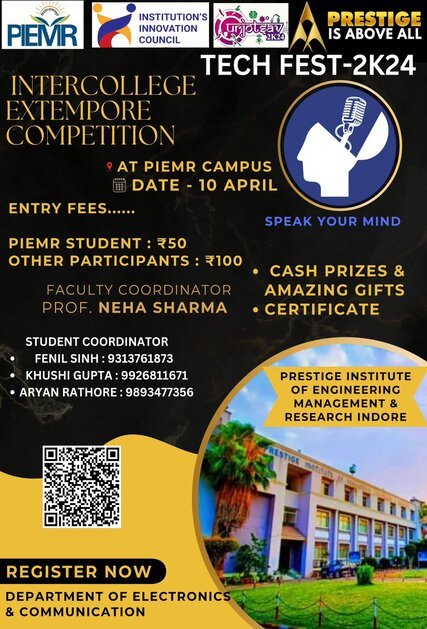 PIEMR
INSTITUTION'S
INNOVATION
COUNCIL
2K24
PRESTIGE
IS ABOVE ALL
TECH FEST-2K24
INTERCOLLEGE
EXTEMPORE
COMPETITION
AT PIEMR CAMPUS
DATE - 10 APRIL
SPEAK YOUR MIND
ENTRY FEES......
PIEMR STUDENT : ₹50
OTHER PARTICIPANTS : ₹100
• CASH PRIZES &
AMAZING GIFTS
• CERTIFICATE
FACULTY COORDINATOR
PROF. NEHA SHARMA
STUDENT COORDINATOR
• FENIL SINH : 9313761873
• KHUSHI GUPTA : 9926811671
• ARYAN RATHORE : 9893477356
PRESTIGE INSTITUTE
OF ENGINEERING
MANAGEMENT &
RESEARCH INDORE
PRESTIGE INSTITUTE OF
REGISTER NOW
DEPARTMENT OF ELECTRONICS
& COMMUNICATION